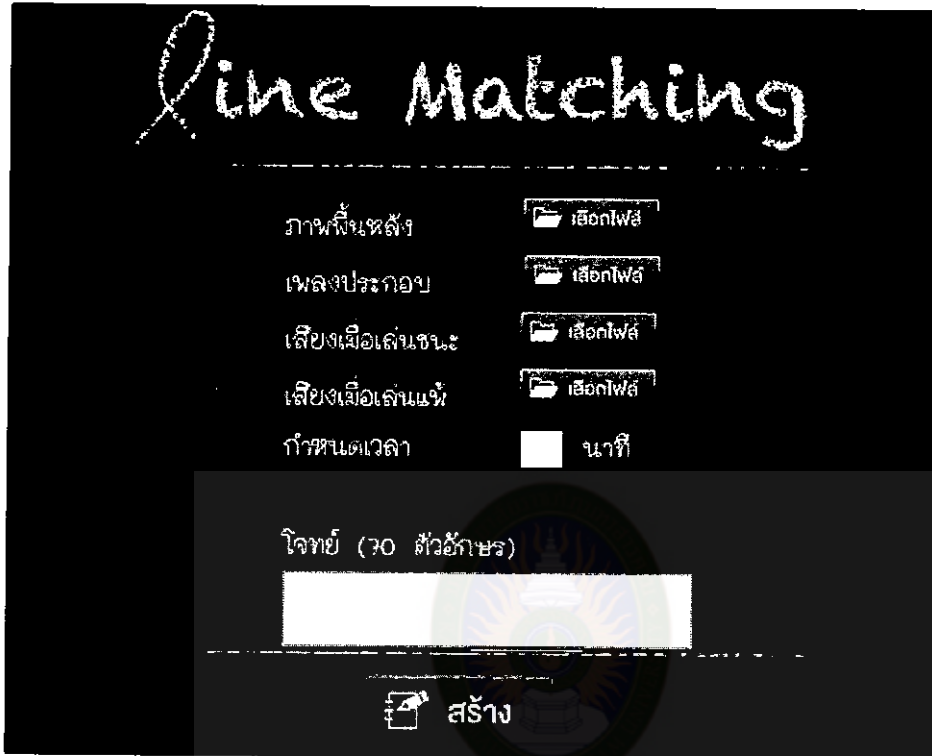 line Matching
ภาพพื้นหลัง เลือกไฟล์
เพลงประกอบ เลือกไฟล์
เสียงเมื่อเล่นชนะ เลือกไฟล์
เสียงเมื่อเล่นแพ้ เลือกไฟล์
กำหนดเวลา นาที
โจทย์ (70 ตัวอักษร)
สร้าง